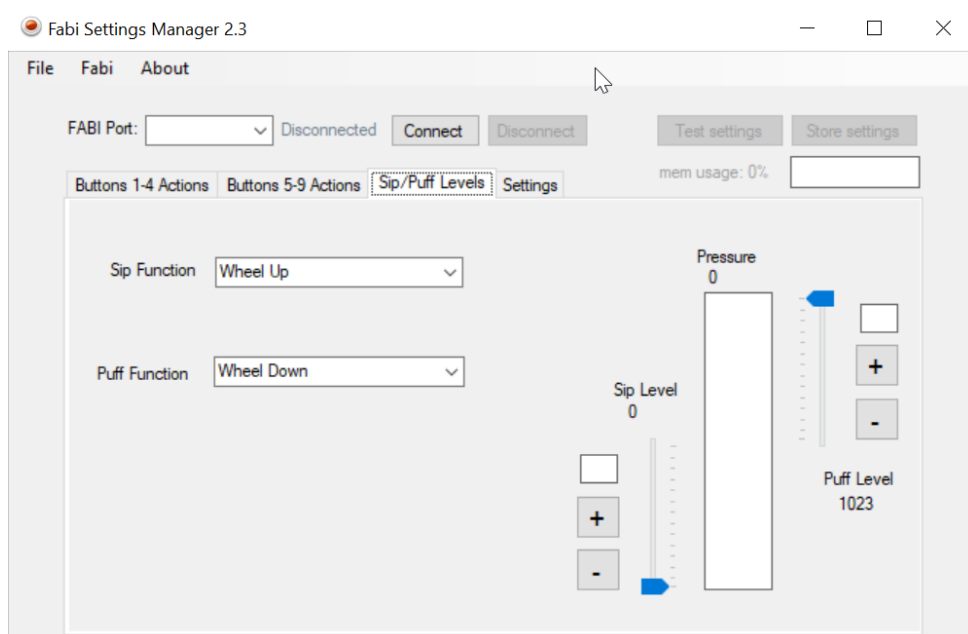 Fabi Settings Manager 2.3
File Fabi About
FABI Port: Disconnected Connect Disconnect Test settings Store settings
mem usage: 0%
Buttons 1-4 Actions Buttons 5-9 Actions Sip/Puff Levels Settings
Pressure
0
Sip Function Wheel Up
+
Puff Function Wheel Down
Sip Level
0
-
Puff Level
1023
+
-